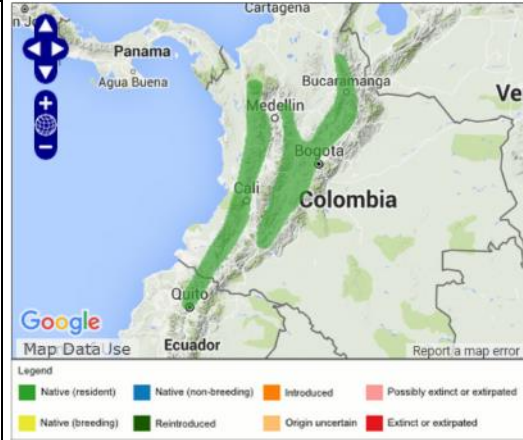 Cartagena
Panama
Agua Buena
Bucaramanga
Medellin
Ve
Bogota
Cali
Colombia
Quito
Google
Map Data Use
Ecuador
Report a map error
Legend
Native (resident) Native (non-breeding) Introduced Possibly extinct or extirpated
Native (breeding) Reintroduced Origin uncertain Extinct or extirpated